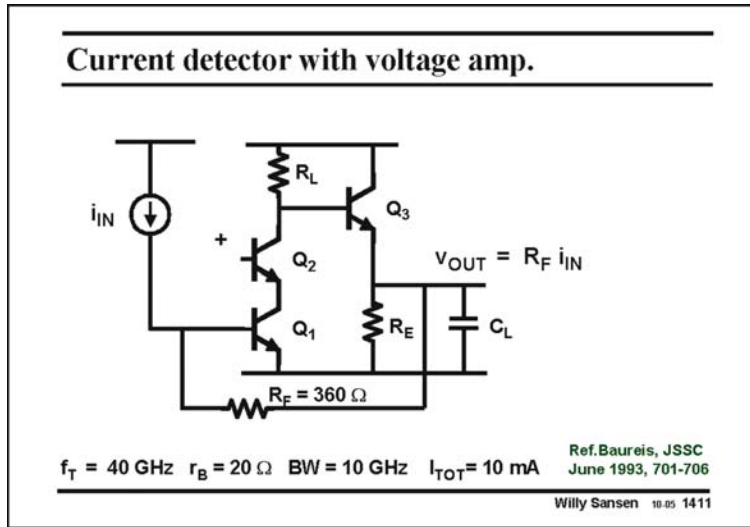 Current detector with voltage amp.
R_L
i_IN
Q_3
+
Q_2
v_OUT = R_F i_IN
Q_1
R_E
C_L
R_F = 360 Ω
f_T = 40 GHz r_B = 20 Ω BW = 10 GHz I_TOT = 10 mA
Ref.Baureis, JSSC
June 1993, 701-706
Willy Sansen 10-05 1411